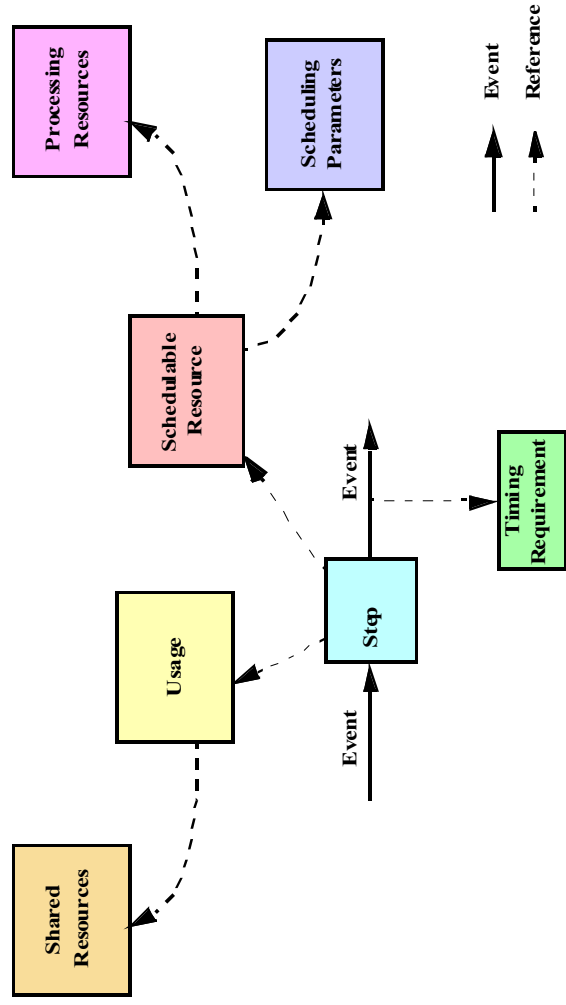 Shared
Resources
Processing
Resources
Usage
Schedulable
Resource
Scheduling
Parameters
Event
Step
Event
Timing
Requirement
Event
Reference